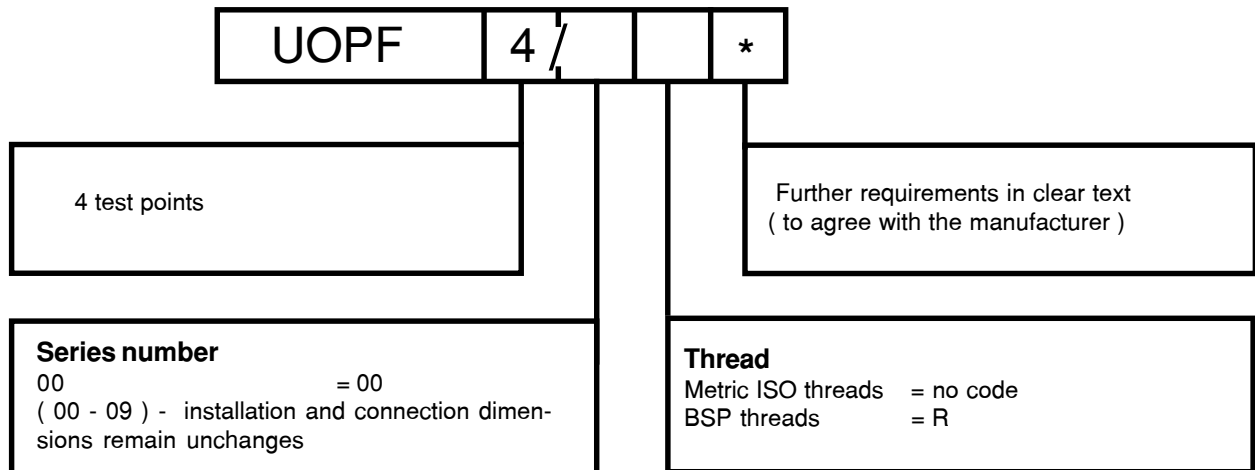 UOPF 4 / *
4 test points
Further requirements in clear text
( to agree with the manufacturer )
Series number
00 = 00
( 00 - 09 ) - installation and connection dimen-
sions remain unchanges
Thread
Metric ISO threads = no code
BSP threads = R